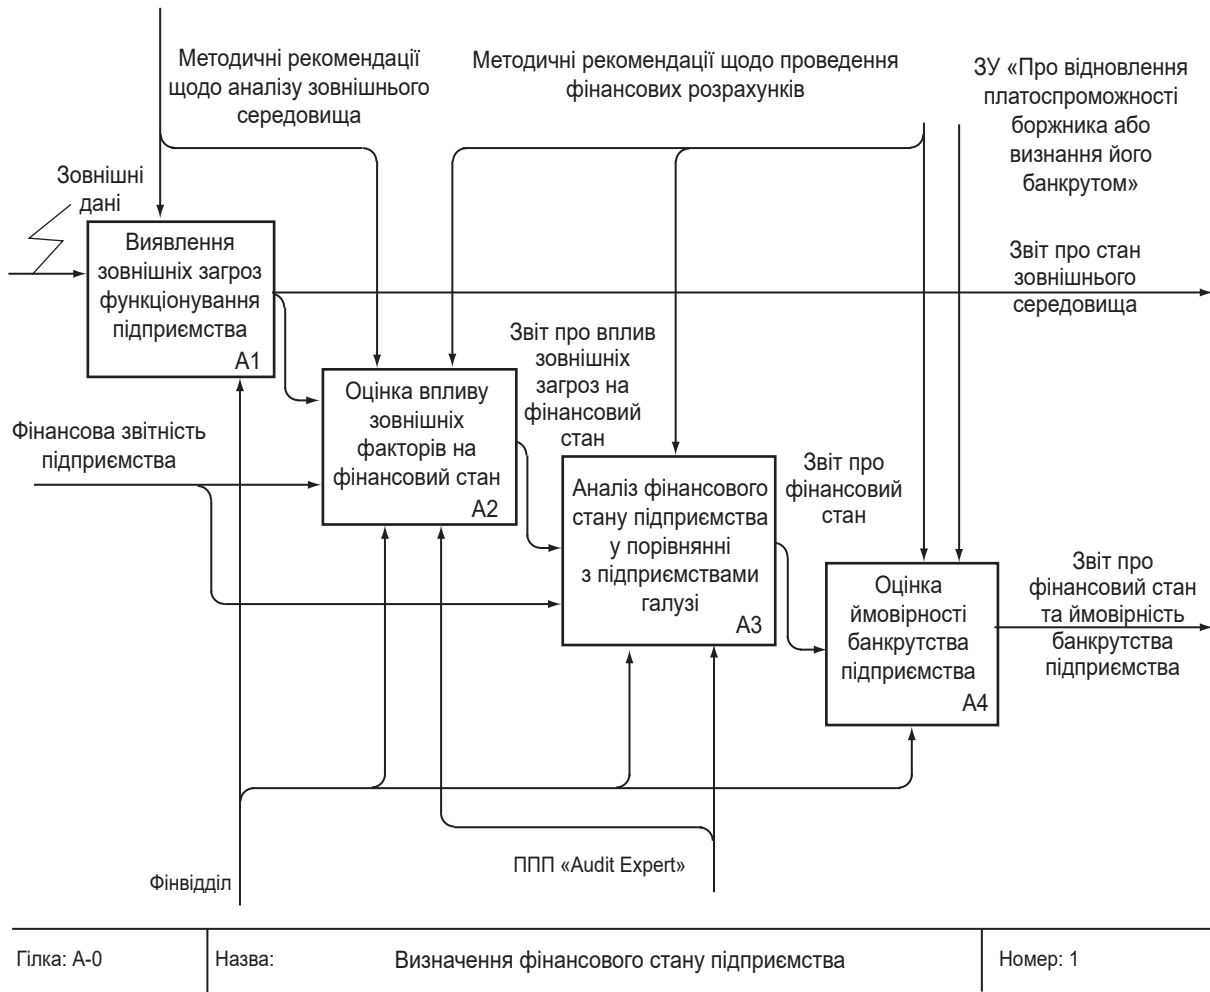 Методичні рекомендації
щодо аналізу зовнішнього
середовища
Методичні рекомендації щодо проведення
фінансових розрахунків
ЗУ «Про відновлення
платоспроможності
боржника або
визнання його
банкрутом»
Зовнішні
дані
Виявлення
зовнішніх загроз
функціонування
підприємства
А1
Звіт про стан
зовнішнього
середовища
Звіт про вплив
зовнішніх
загроз на
фінансовий
стан
Оцінка впливу
зовнішніх
факторів на
фінансовий стан
А2
Фінансова звітність
підприємства
Звіт про
фінансовий
стан
Аналіз фінансового
стану підприємства
у порівнянні
з підприємствами
галузі
А3
Оцінка
ймовірності
банкрутства
підприємства
А4
Звіт про
фінансовий стан
та ймовірність
банкрутства
підприємства
ППП «Audit Expert»
Фінвідділ
Гілка: А-0
Назва:
Визначення фінансового стану підприємства
Номер: 1